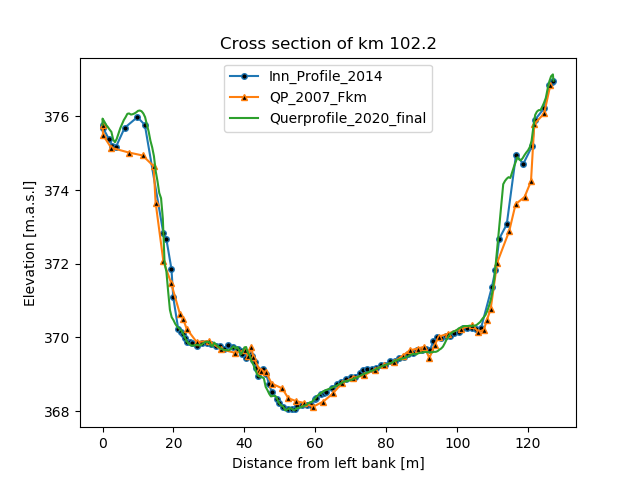 Cross section of km 102.2
Inn_Profile_2014
QP_2007_Fkm
Querprofile_2020_final
376
374
372
370
368
Elevation [m.a.s.l]
0 20 40 60 80 100 120
Distance from left bank [m]